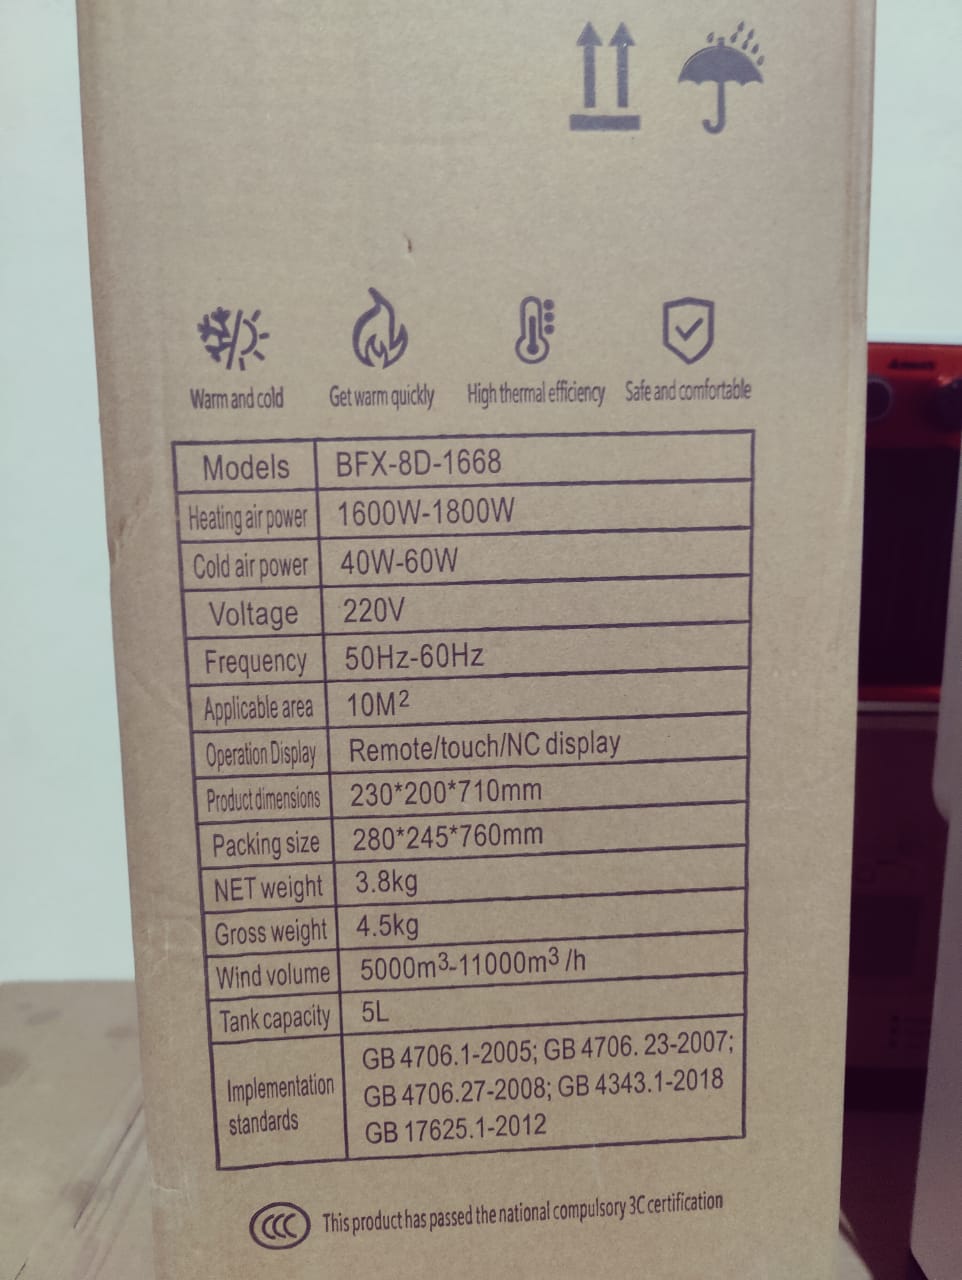 Warm and cold
Get warm quickly
High thermal efficiency
Safe and comfortable
Models BFX-8D-1668
Heating air power 1600W-1800W
Cold air power 40W-60W
Voltage 220V
Frequency 50Hz-60Hz
Applicable area 10M²
Operation Display Remote/touch/NC display
Product dimensions 230*200*710mm
Packing size 280*245*760mm
NET weight 3.8kg
Gross weight 4.5kg
Wind volume 5000m³-11000m³ /h
Tank capacity 5L
Implementation standards
GB 4706.1-2005; GB 4706. 23-2007;
GB 4706.27-2008; GB 4343.1-2018
GB 17625.1-2012
CCC This product has passed the national compulsory 3C certification